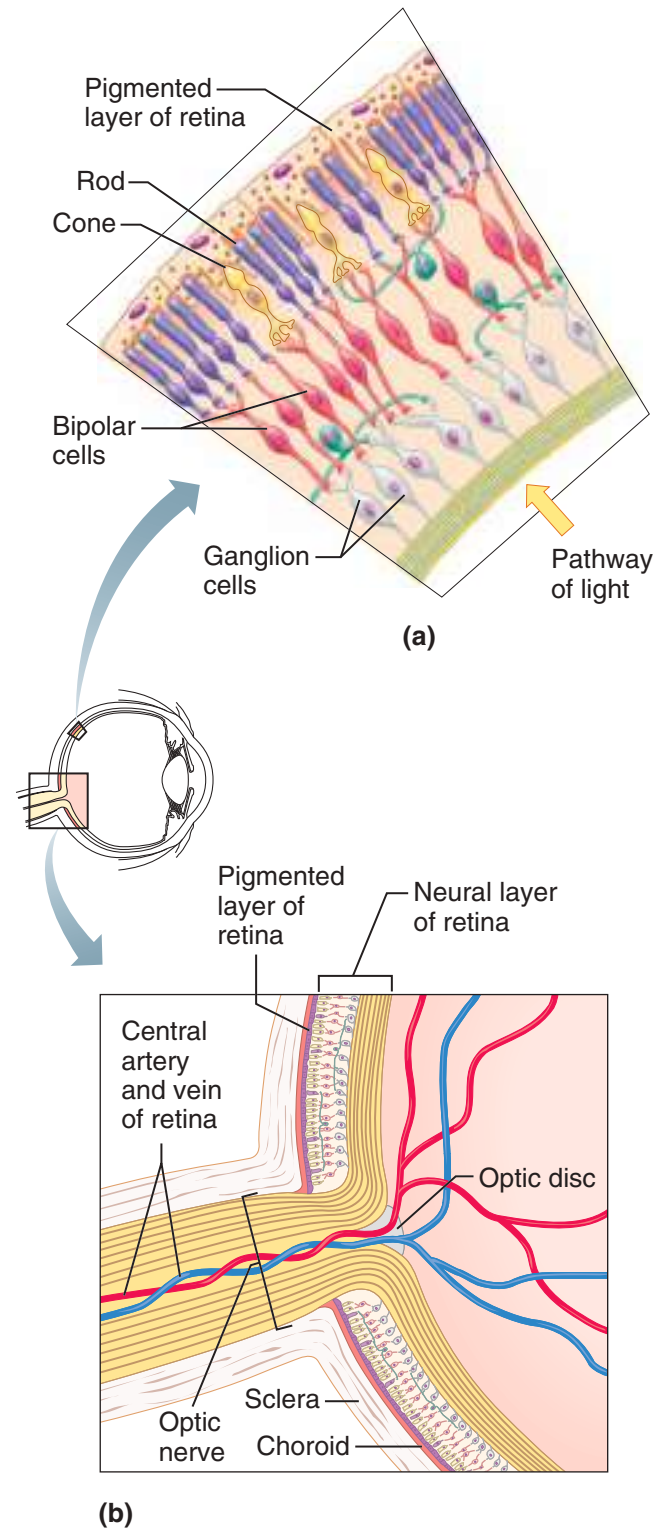 Pigmented
layer of retina
Rod
Cone
Bipolar
cells
Ganglion
cells
Pathway
of light
(a)
Pigmented
layer of
retina
Neural layer
of retina
Central
artery
and vein
of retina
Optic disc
Sclera
Optic
nerve
Choroid
(b)